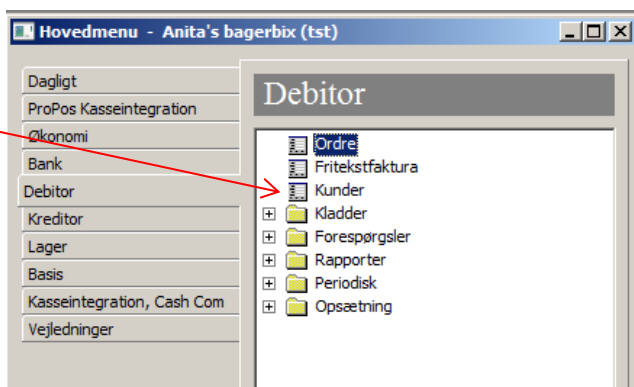 Hovedmenu - Anita's bagerbix (tst)
Dagligt
ProPos Kasseintegration
Økonomi
Bank
Debitor
Kreditor
Lager
Basis
Kasseintegration, Cash Com
Vejledninger
Debitor
Ordre
Fritekstfaktura
Kunder
Kladder
Forespørgsler
Rapporter
Periodisk
Opsætning